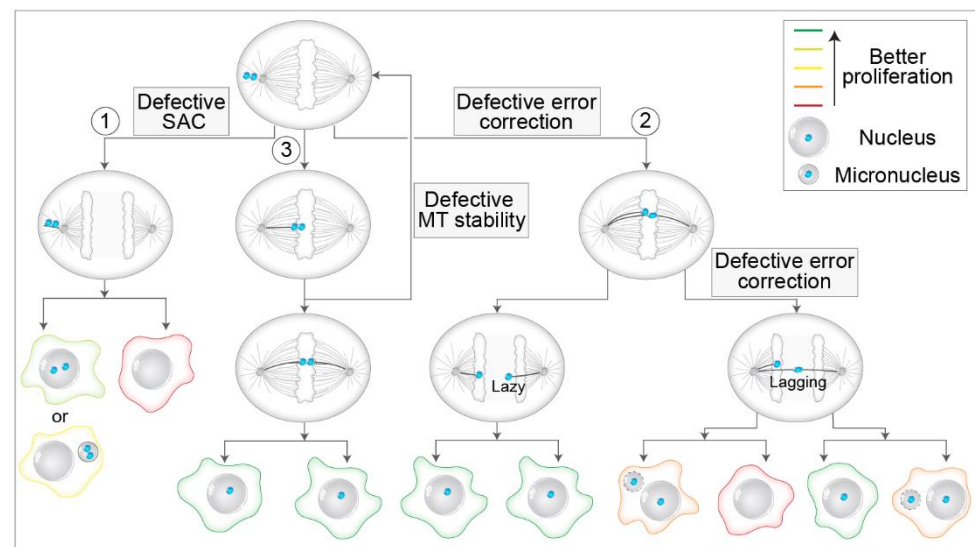 Defective
SAC
Defective error
correction
1
3
2
Defective
MT stability
Defective error
correction
Lazy
Lagging
or
Better
proliferation
Nucleus
Micronucleus